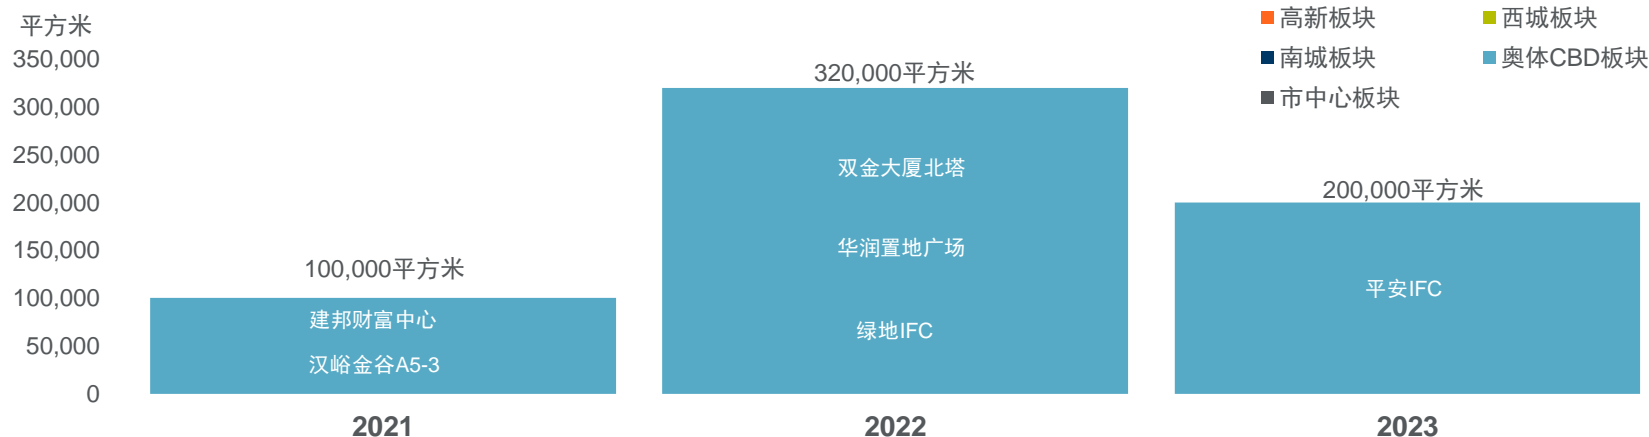 平方米
350,000
300,000
250,000
200,000
150,000
100,000
50,000
0
100,000平方米
建邦财富中心
汉峪金谷A5-3
320,000平方米
双金大厦北塔
华润置地广场
绿地IFC
200,000平方米
平安IFC
2021
2022
2023
高新板块
西城板块
南城板块
奥体CBD板块
市中心板块